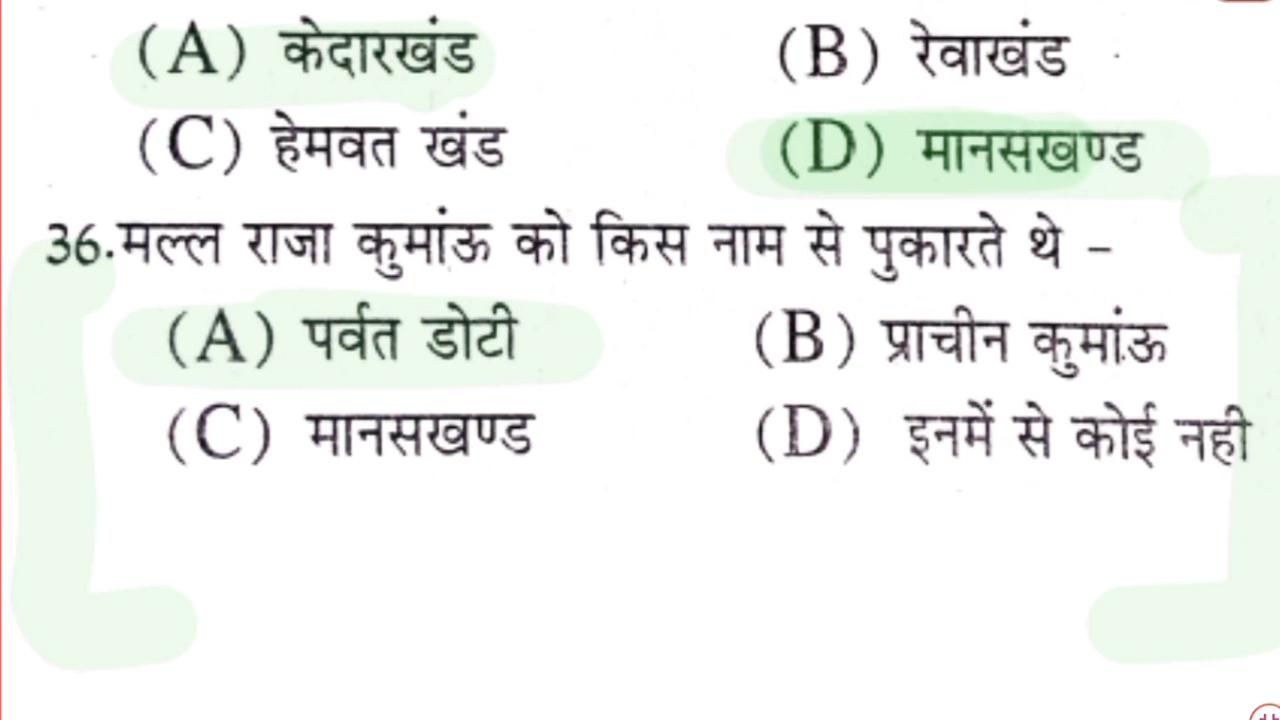 (A) केदारखंड (B) रेवाखंड
(C) हेमवत खंड (D) मानसखण्ड
36.मल्ल राजा कुमांऊ को किस नाम से पुकारते थे –
(A) पर्वत डोटी (B) प्राचीन कुमांऊ
(C) मानसखण्ड (D) इनमें से कोई नही